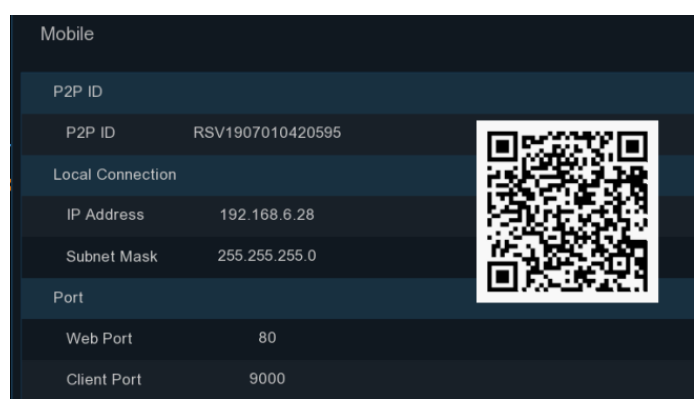 Mobile
P2P ID
P2P ID RSV1907010420595
Local Connection
IP Address 192.168.6.28
Subnet Mask 255.255.255.0
Port
Web Port 80
Client Port 9000